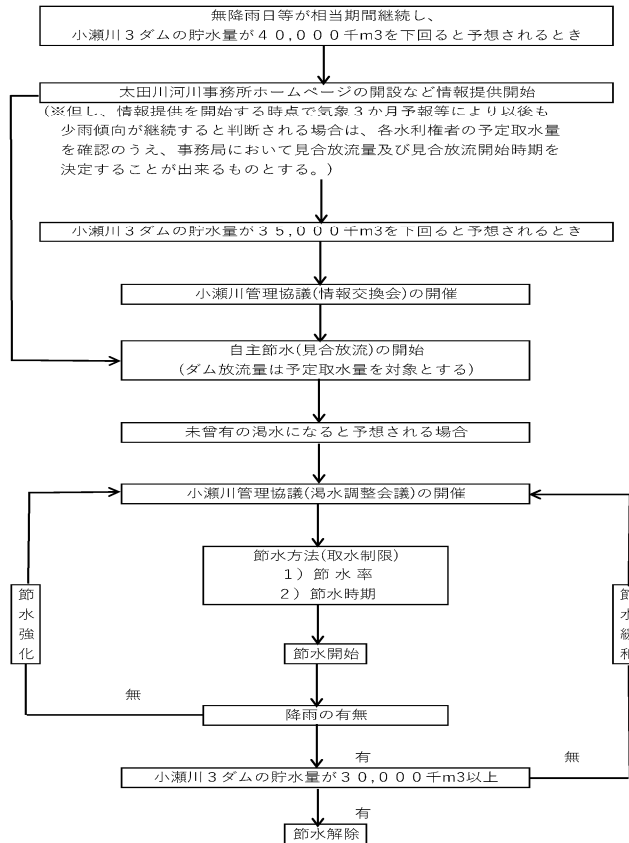 無降雨日等が相当期間継続し、
小瀬川３ダムの貯水量が４０,０００千m3を下回ると予想されるとき
太田川河川事務所ホームページの開設など情報提供開始
(※但し、情報提供を開始する時点で気象３か月予報等により以後も
少雨傾向が継続すると判断される場合は、各水利権者の予定取水量
を確認のうえ、事務局において見合放流量及び見合放流開始時期を
決定することが出来るものとする。)
小瀬川３ダムの貯水量が３５,０００千m3を下回ると予想されるとき
小瀬川管理協議(情報交換会)の開催
自主節水(見合放流)の開始
(ダム放流量は予定取水量を対象とする)
未曾有の渇水になると予想される場合
小瀬川管理協議(渇水調整会議)の開催
節水方法(取水制限)
１）節 水 率
２）節水時期
節水強化
節水緩和
節水開始
無
降雨の有無
有
無
小瀬川３ダムの貯水量が３０,０００千m3以上
有
節水解除